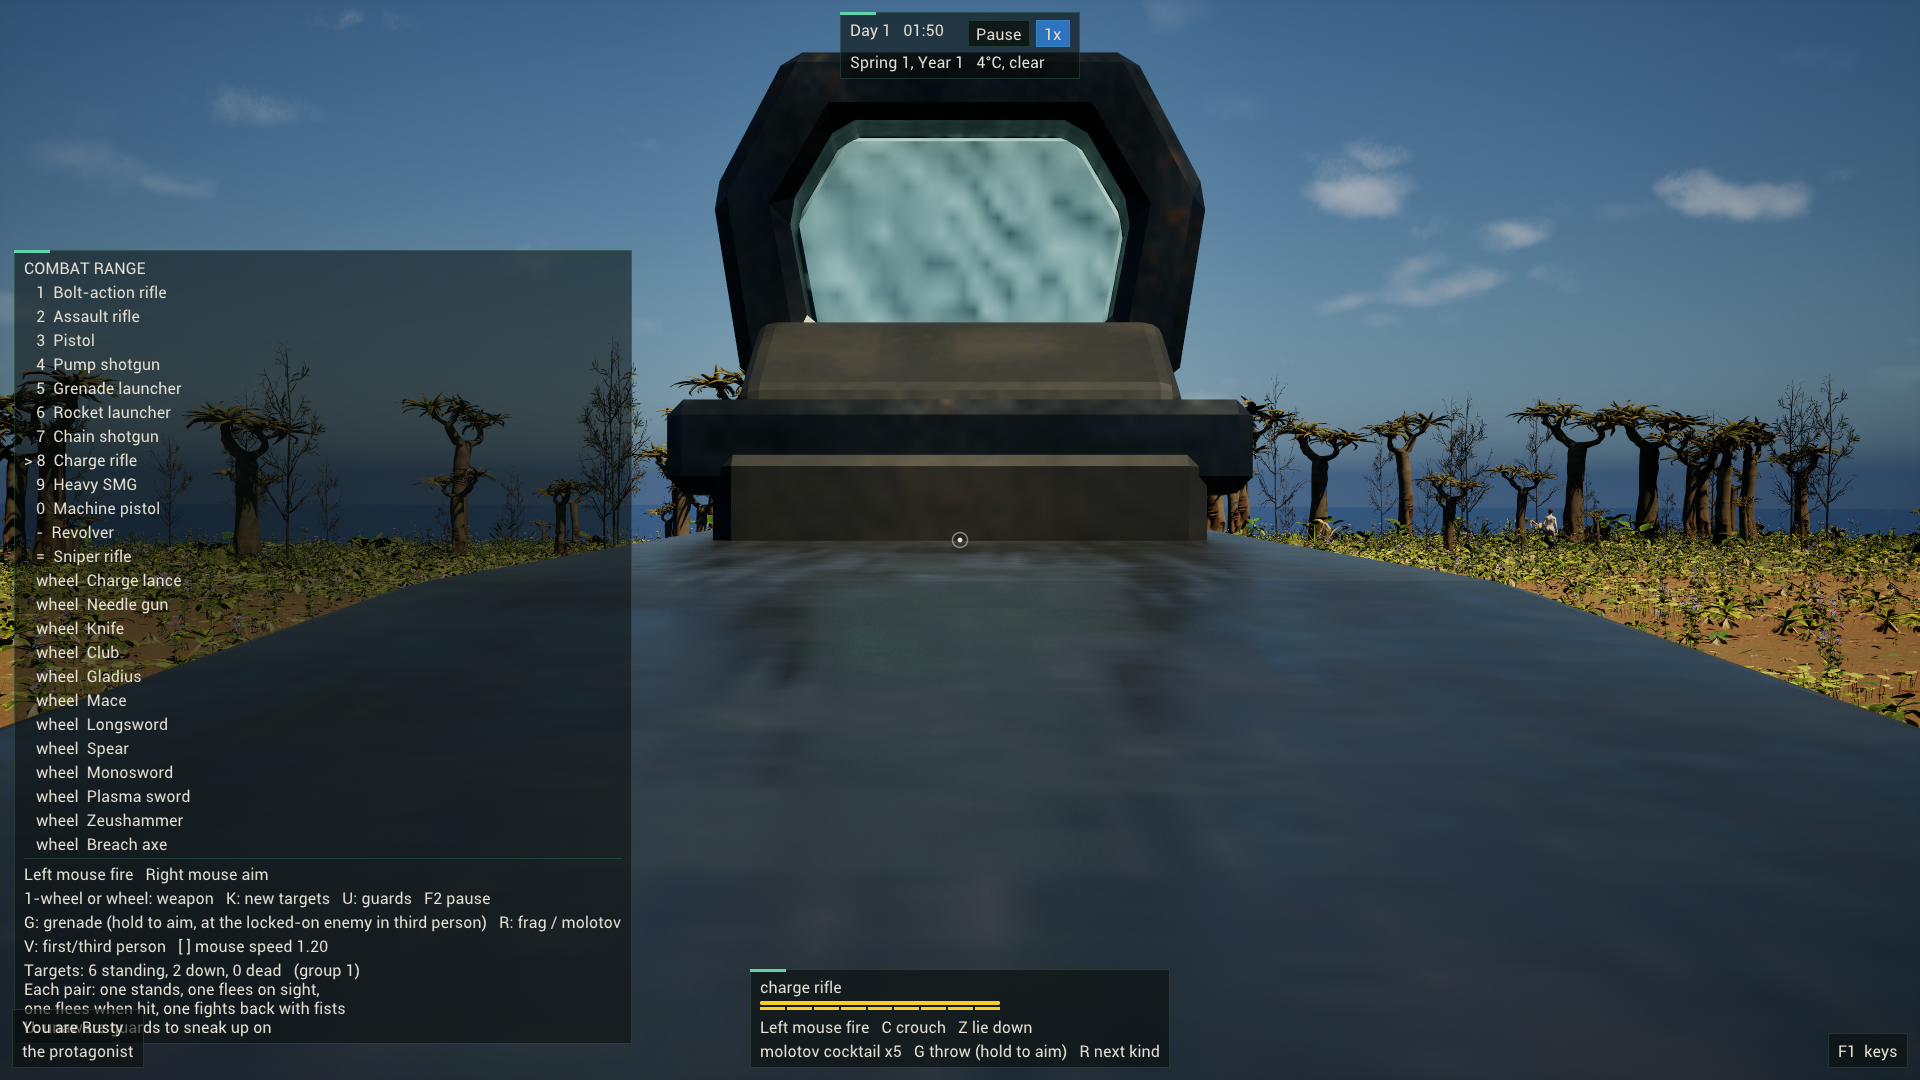 Day 1 01:50 Pause 1x
Spring 1, Year 1 4°C, clear
COMBAT RANGE
1 Bolt-action rifle
2 Assault rifle
3 Pistol
4 Pump shotgun
5 Grenade launcher
6 Rocket launcher
7 Chain shotgun
> 8 Charge rifle
9 Heavy SMG
0 Machine pistol
- Revolver
= Sniper rifle
wheel Charge lance
wheel Needle gun
wheel Knife
wheel Club
wheel Gladius
wheel Mace
wheel Longsword
wheel Spear
wheel Monosword
wheel Plasma sword
wheel Zeushammer
wheel Breach axe
Left mouse fire Right mouse aim
1-wheel or wheel: weapon K: new targets U: guards F2 pause
G: grenade (hold to aim, at the locked-on enemy in third person) R: frag / molotov
V: first/third person [ ] mouse speed 1.20
Targets: 6 standing, 2 down, 0 dead (group 1)
Each pair: one stands, one flees on sight,
one flees when hit, one fights back with fists
guards to sneak up on
You are Rusty
the protagonist
charge rifle
Left mouse fire C crouch Z lie down
molotov cocktail x5 G throw (hold to aim) R next kind
F1 keys